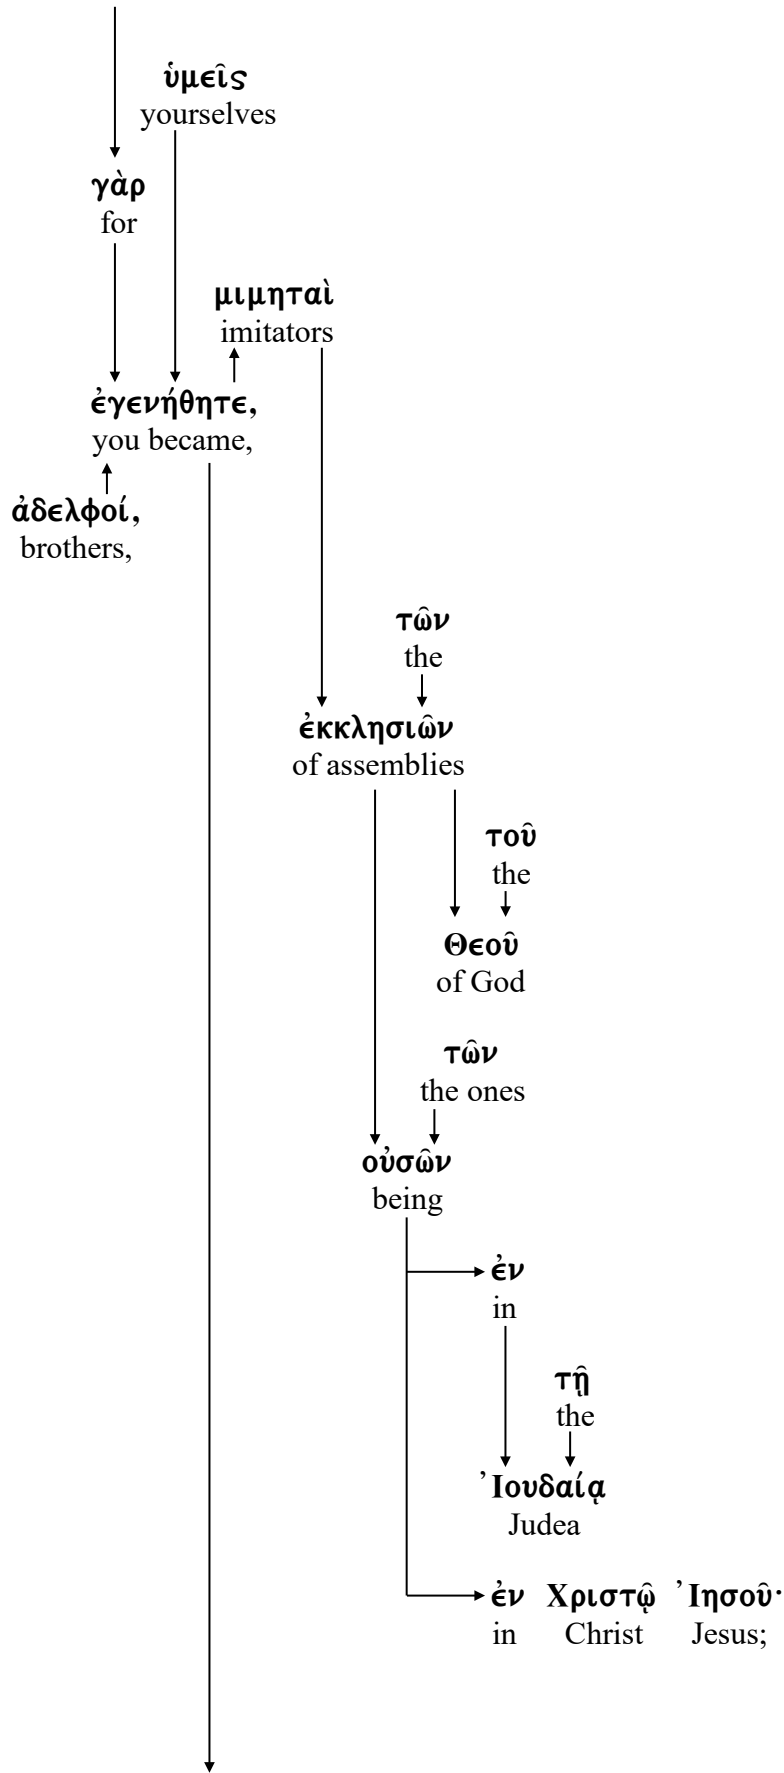 ὑμεῖς
yourselves
γὰρ
for
μιμηταὶ
imitators
ἐγενήθητε,
you became,
ἀδελφοί,
brothers,
τῶν
the
ἐκκλησιῶν
of assemblies
τοῦ
the
Θεοῦ
of God
τῶν
the ones
οὐσῶν
being
ἐν
in
τῇ
the
Ἰουδαίᾳ
Judea
ἐν Χριστῷ Ἰησοῦ·
in Christ Jesus;